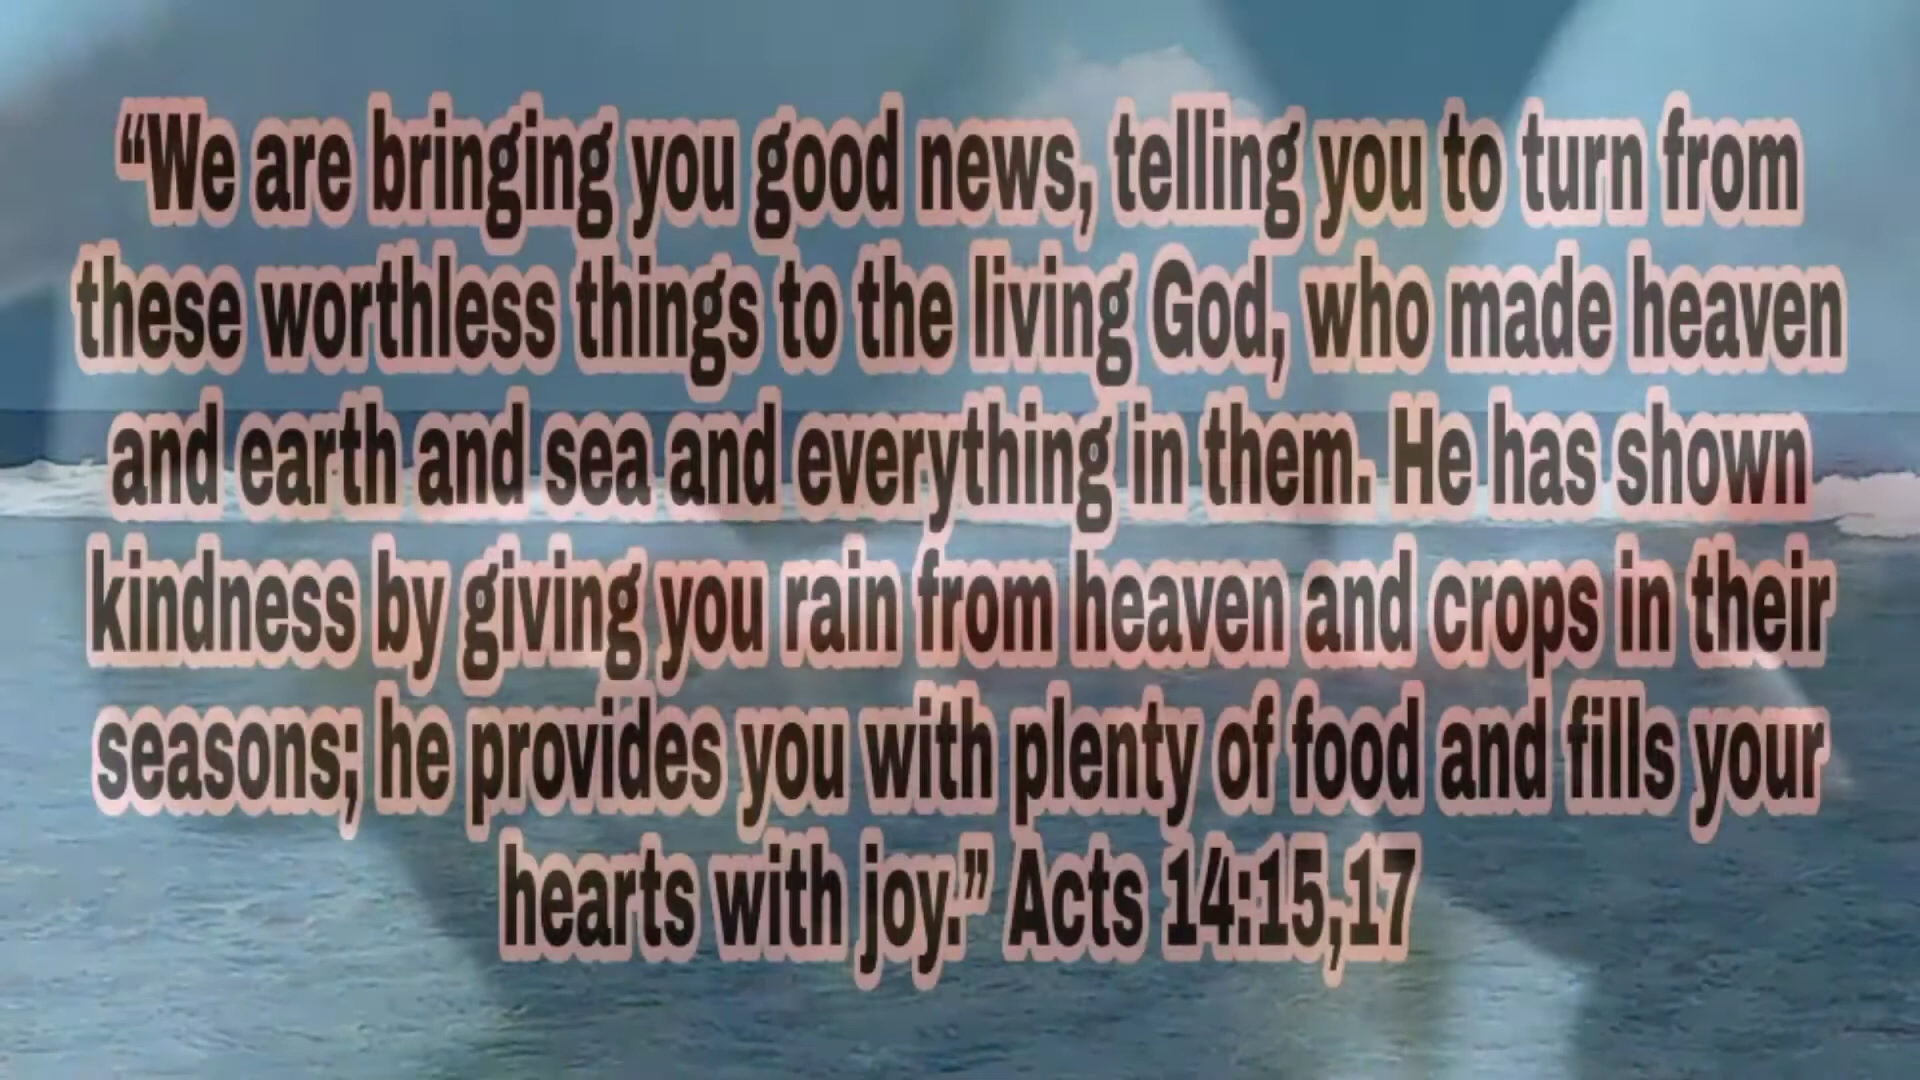 “We are bringing you good news, telling you to turn from
these worthless things to the living God, who made heaven
and earth and sea and everything in them. He has shown
kindness by giving you rain from heaven and crops in their
seasons; he provides you with plenty of food and fills your
hearts with joy.” Acts 14:15,17